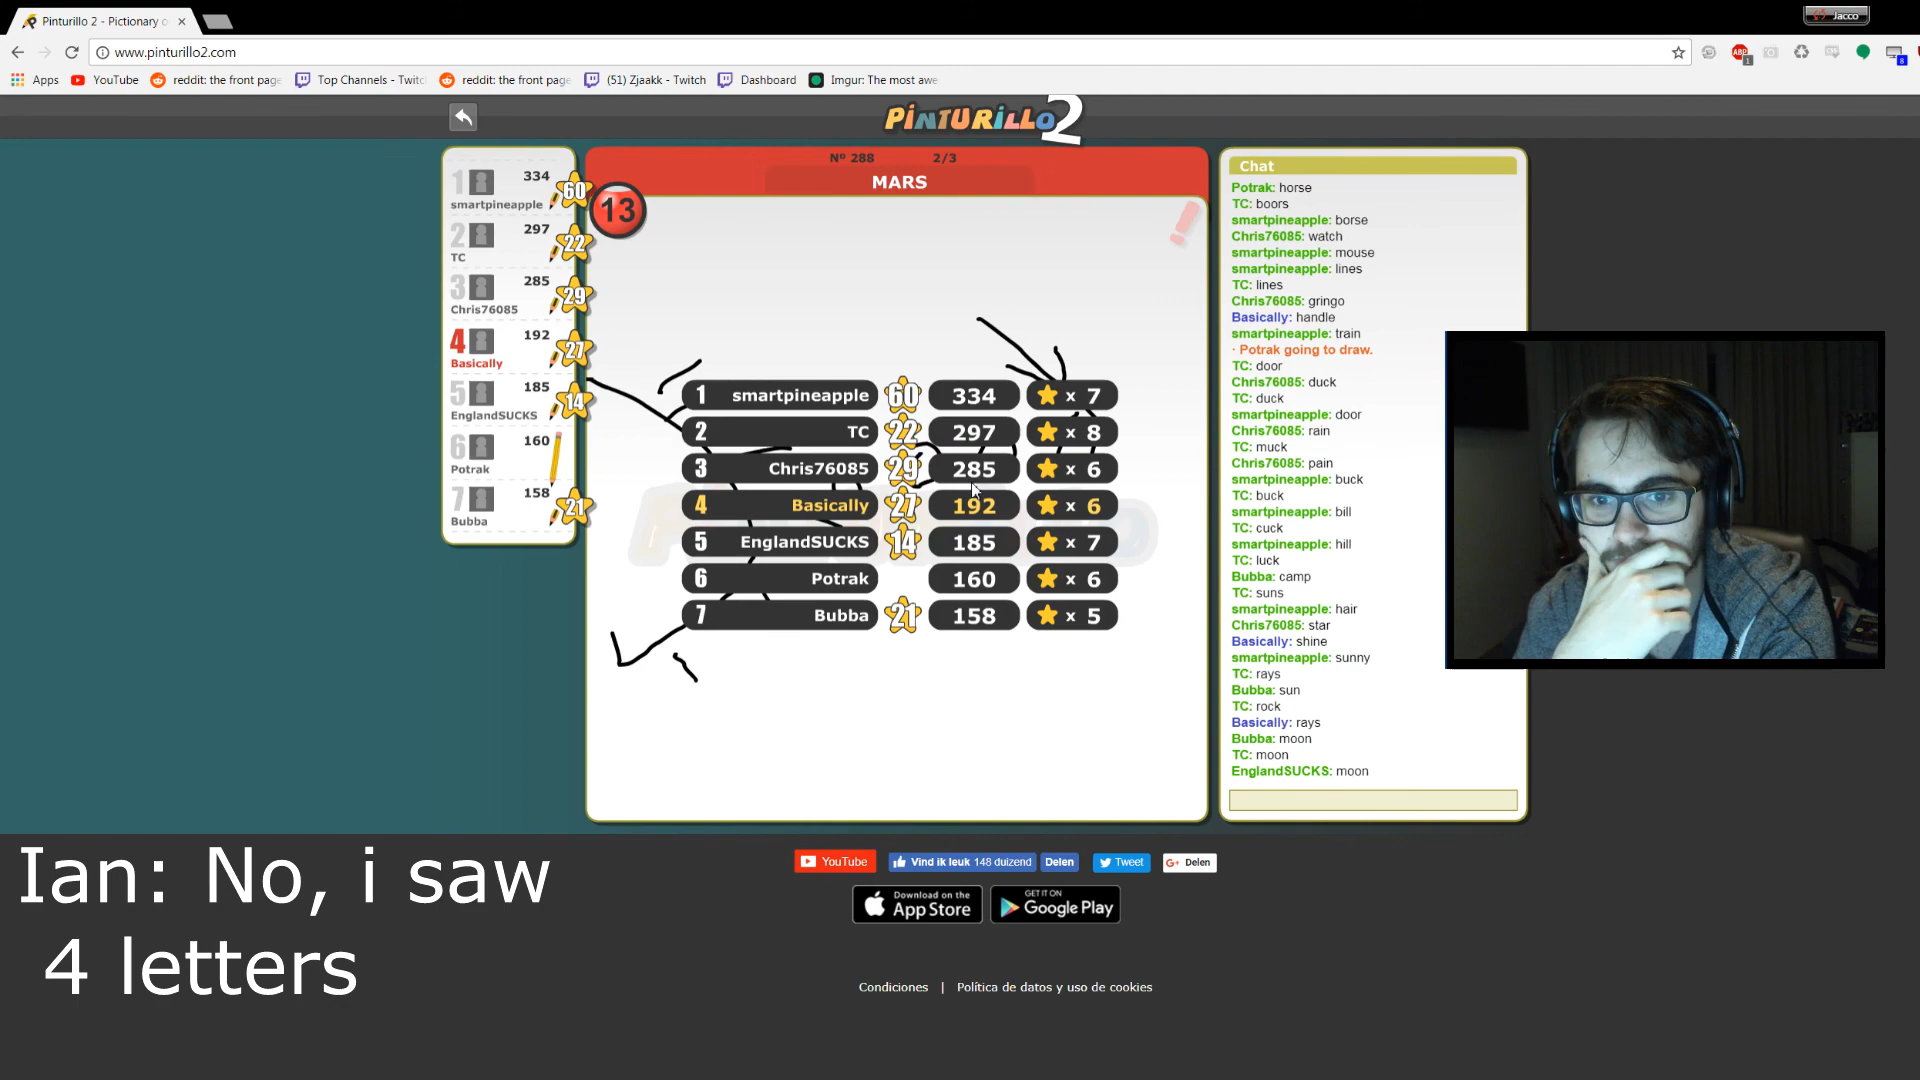 Pinturillo 2 - Pictionary o
Jacco
www.pinturillo2.com
Apps YouTube reddit: the front page Top Channels - Twitc reddit: the front page (51) Zjaakk - Twitch Dashboard Imgur: The most awe
PINTURILLO 2
Nº 288 2/3
MARS
13
1 334 60
smartpineapple
2 297 22
TC
3 285 29
Chris76085
4 192 27
Basically
5 185 14
EnglandSUCKS
6 160
Potrak
7 158 21
Bubba
1 smartpineapple 60 334 x 7
2 TC 22 297 x 8
3 Chris76085 29 285 x 6
4 Basically 27 192 x 6
5 EnglandSUCKS 14 185 x 7
6 Potrak 160 x 6
7 Bubba 21 158 x 5
Chat
Potrak: horse
TC: boors
smartpineapple: borse
Chris76085: watch
smartpineapple: mouse
smartpineapple: lines
TC: lines
Chris76085: gringo
Basically: handle
smartpineapple: train
· Potrak going to draw.
TC: door
Chris76085: duck
TC: duck
smartpineapple: door
Chris76085: rain
TC: muck
Chris76085: pain
smartpineapple: buck
TC: buck
smartpineapple: bill
TC: cuck
smartpineapple: hill
TC: luck
Bubba: camp
TC: suns
smartpineapple: hair
Chris76085: star
Basically: shine
smartpineapple: sunny
TC: rays
Bubba: sun
TC: rock
Basically: rays
Bubba: moon
TC: moon
EnglandSUCKS: moon
Ian: No, i saw
4 letters
YouTube Vind ik leuk 148 duizend Delen Tweet G+ Delen
Download on the App Store GET IT ON Google Play
Condiciones | Política de datos y uso de cookies